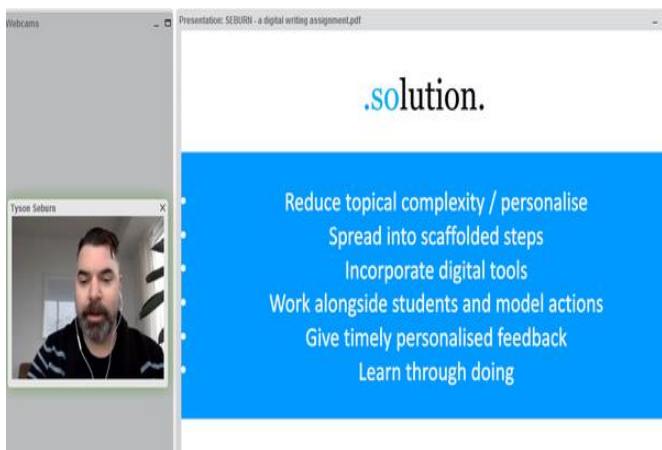 Webcams
Presentation: SEBURN - a digital writing assignment.pdf
Tyson Seburn
.solution.
Reduce topical complexity / personalise
Spread into scaffolded steps
Incorporate digital tools
Work alongside students and model actions
Give timely personalised feedback
Learn through doing